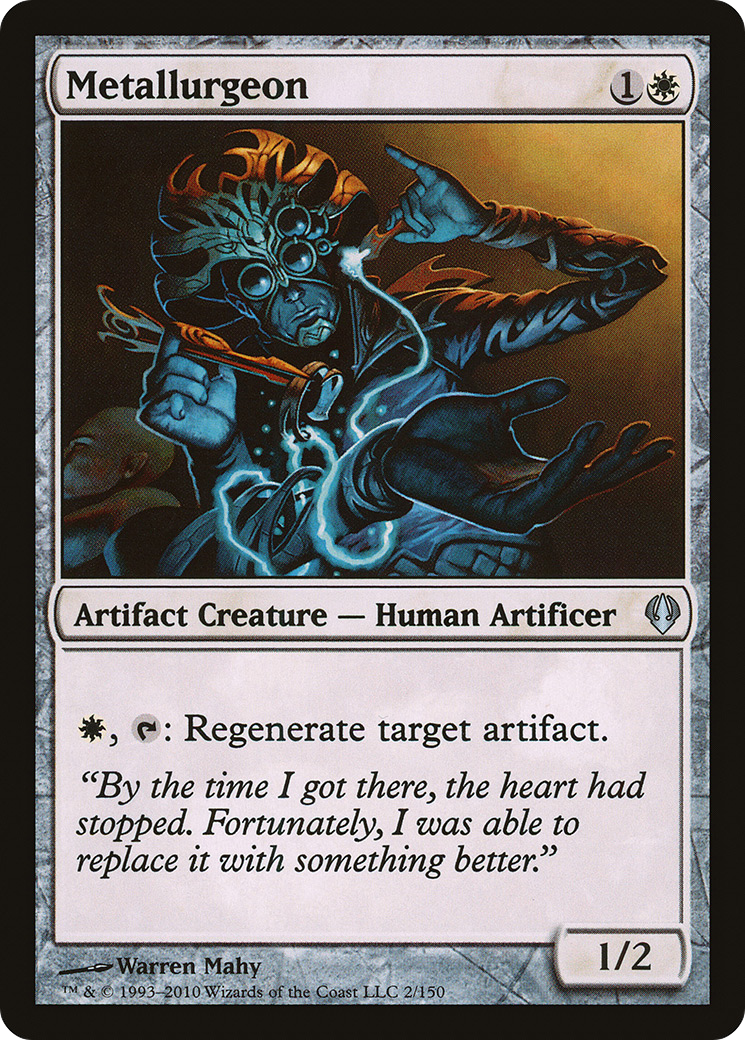 Metallurgeon 1
Artifact Creature — Human Artificer
, : Regenerate target artifact.
“By the time I got there, the heart had
stopped. Fortunately, I was able to
replace it with something better.”
1/2
Warren Mahy
™ & © 1993–2010 Wizards of the Coast LLC 2/150